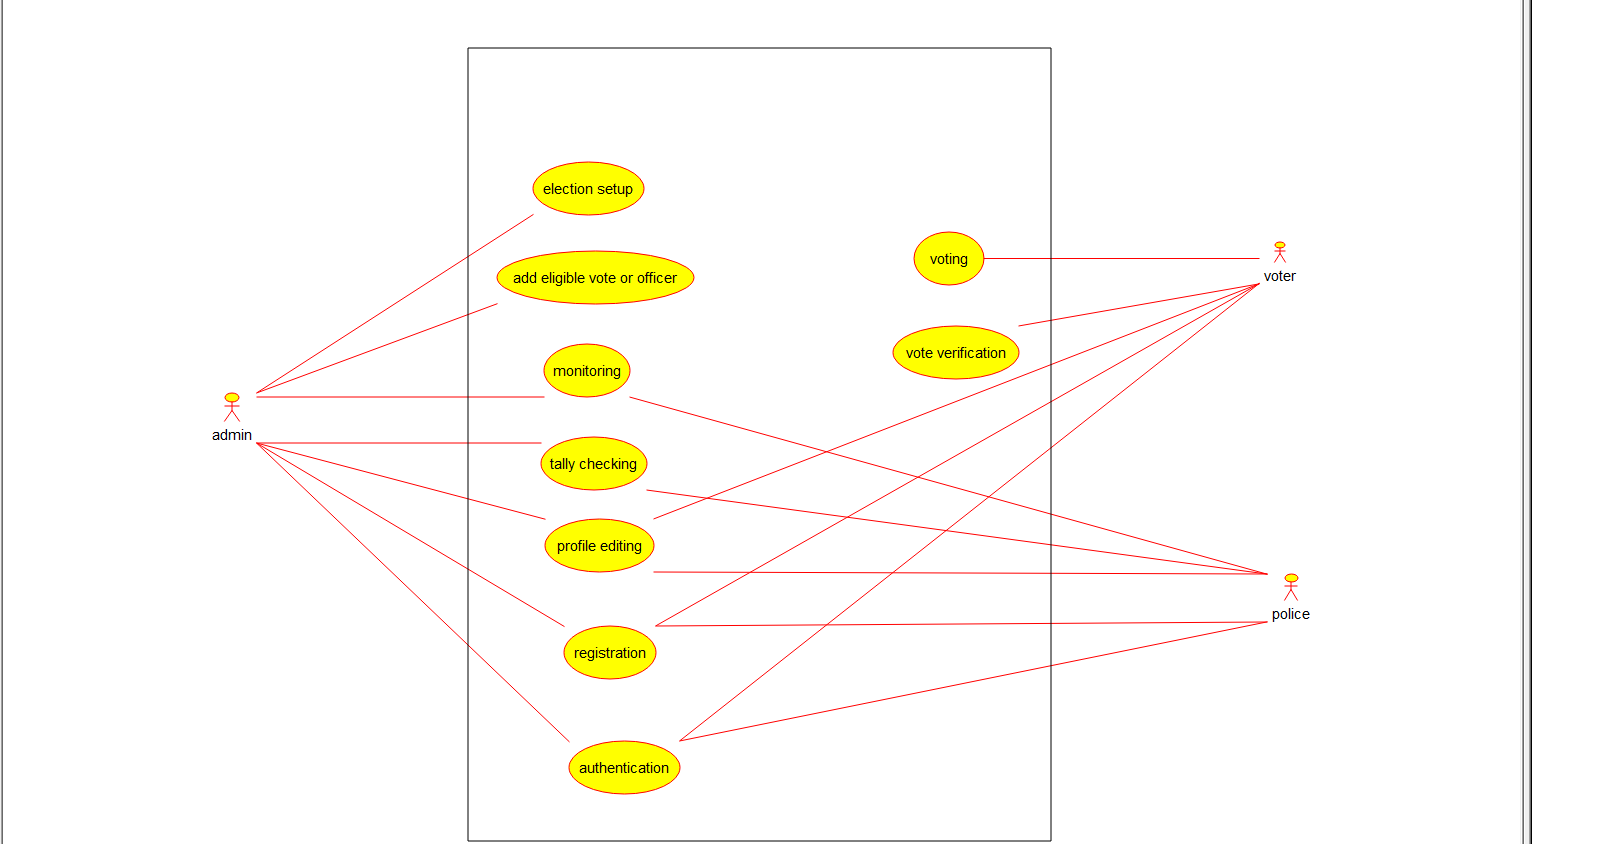 election setup
add eligible vote or officer
voting
voter
vote verification
monitoring
admin
tally checking
profile editing
police
registration
authentication